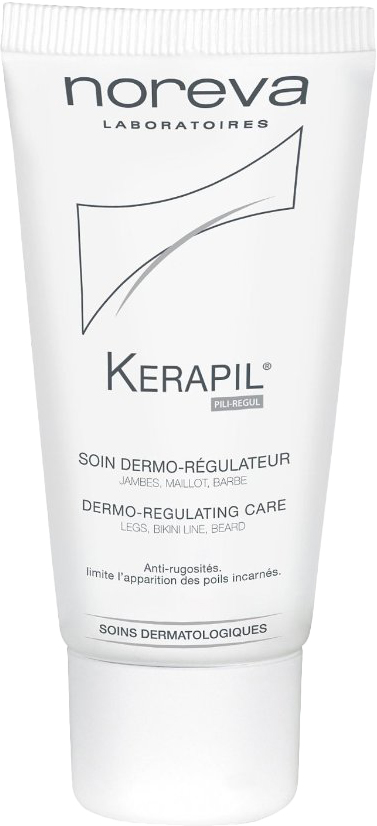 noreva
LABORATOIRES
KERAPIL®
PILI-REGUL
SOIN DERMO-RÉGULATEUR
JAMBES, MAILLOT, BARBE
DERMO-REGULATING CARE
LEGS, BIKINI LINE, BEARD
Anti-rugosités.
limite l'apparition des poils incarnés.
SOINS DERMATOLOGIQUES